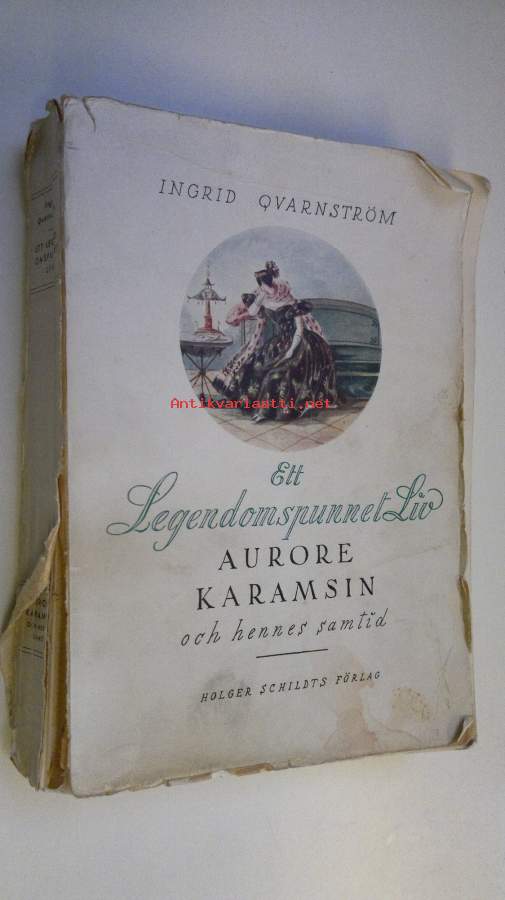 INGRID QVARNSTRÖM
Antikvariaatti.net
Ett
Legendomspunnet Liv
AURORE
KARAMSIN
och hennes samtid
HOLGER SCHILDTS FÖRLAG